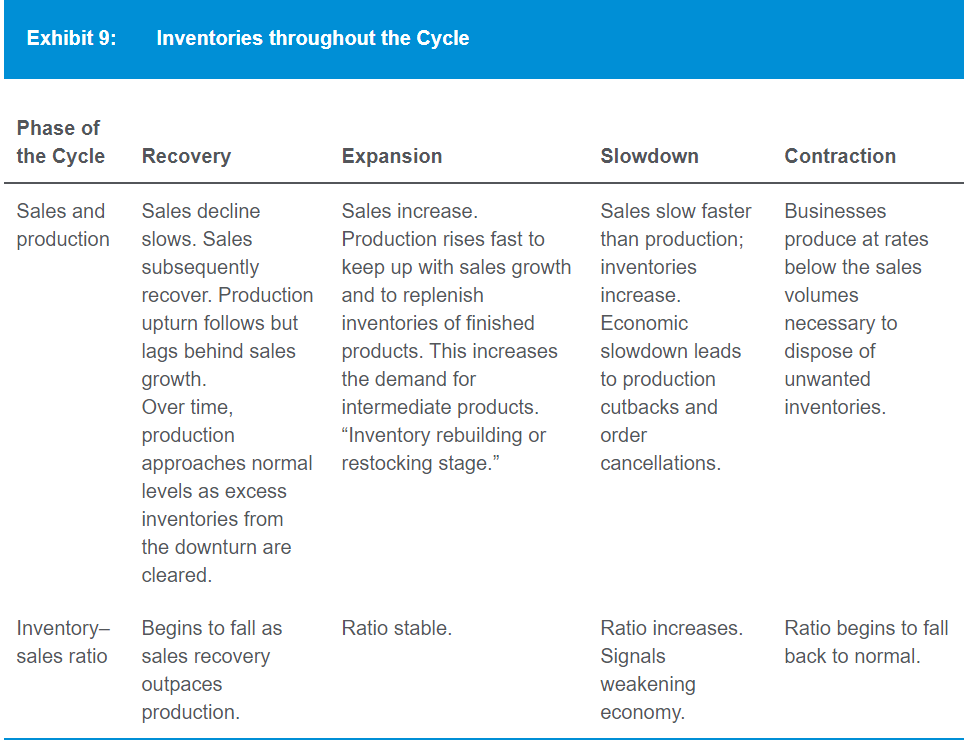 Exhibit 9: Inventories throughout the Cycle
Phase of
the Cycle
Recovery
Expansion
Slowdown
Contraction
Sales and
production
Sales decline
slows. Sales
subsequently
recover. Production
upturn follows but
lags behind sales
growth.
Over time,
production
approaches normal
levels as excess
inventories from
the downturn are
cleared.
Sales increase.
Production rises fast to
keep up with sales growth
and to replenish
inventories of finished
products. This increases
the demand for
intermediate products.
“Inventory rebuilding or
restocking stage.”
Sales slow faster
than production;
inventories
increase.
Economic
slowdown leads
to production
cutbacks and
order
cancellations.
Businesses
produce at rates
below the sales
volumes
necessary to
dispose of
unwanted
inventories.
Inventory–
sales ratio
Begins to fall as
sales recovery
outpaces
production.
Ratio stable.
Ratio increases.
Signals
weakening
economy.
Ratio begins to fall
back to normal.